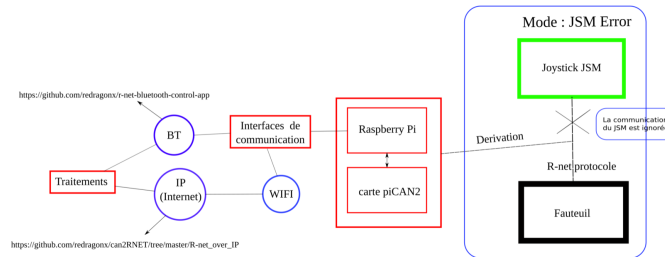 Mode : JSM Error
Joystick JSM
https://github.com/redragonx/r-net-bluetooth-control-app
BT
Interfaces de
communication
Raspberry Pi
La communication
du JSM est ignorée
Derivation
R-net protocole
Traitements
IP
(Internet)
WIFI
carte piCAN2
Fauteuil
https://github.com/redragonx/can2RNET/tree/master/R-net_over_IP